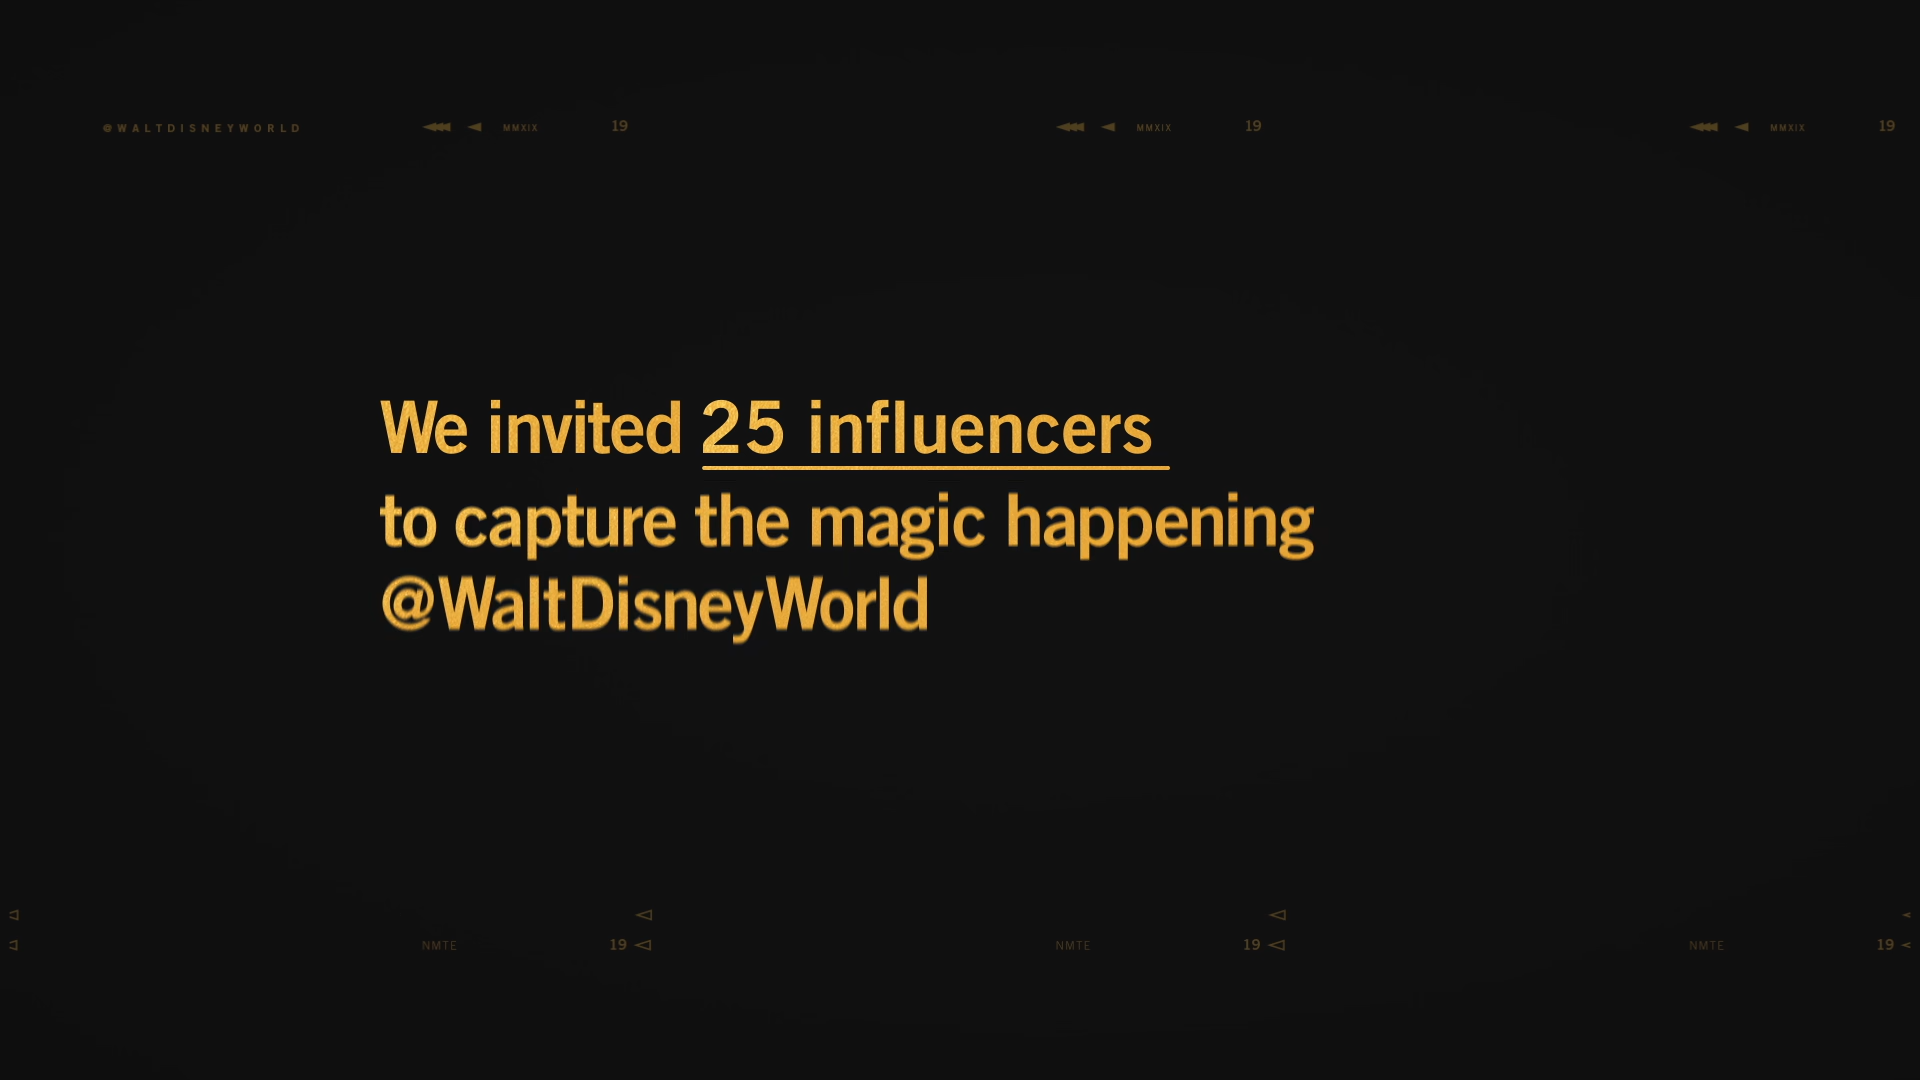 @WALTDISNEYWORLD MMXIX 19 MMXIX 19 MMXIX 19
We invited 25 influencers
to capture the magic happening
@WaltDisneyWorld
NMTE 19 NMTE 19 NMTE 19